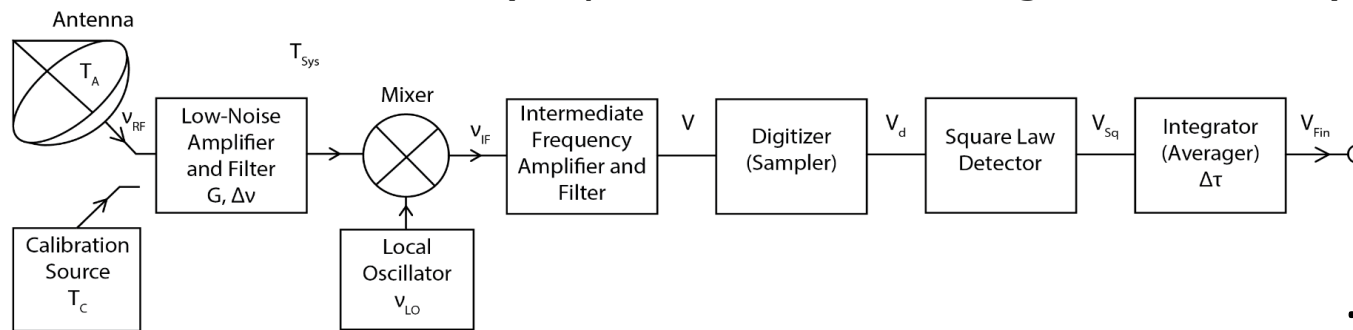 Antenna
T_A
ν_RF
Calibration
Source
T_C
Low-Noise
Amplifier
and Filter
G, Δν
T_Sys
Mixer
Local
Oscillator
ν_LO
ν_IF
Intermediate
Frequency
Amplifier and
Filter
V
Digitizer
(Sampler)
V_d
Square Law
Detector
V_Sq
Integrator
(Averager)
Δτ
V_Fin